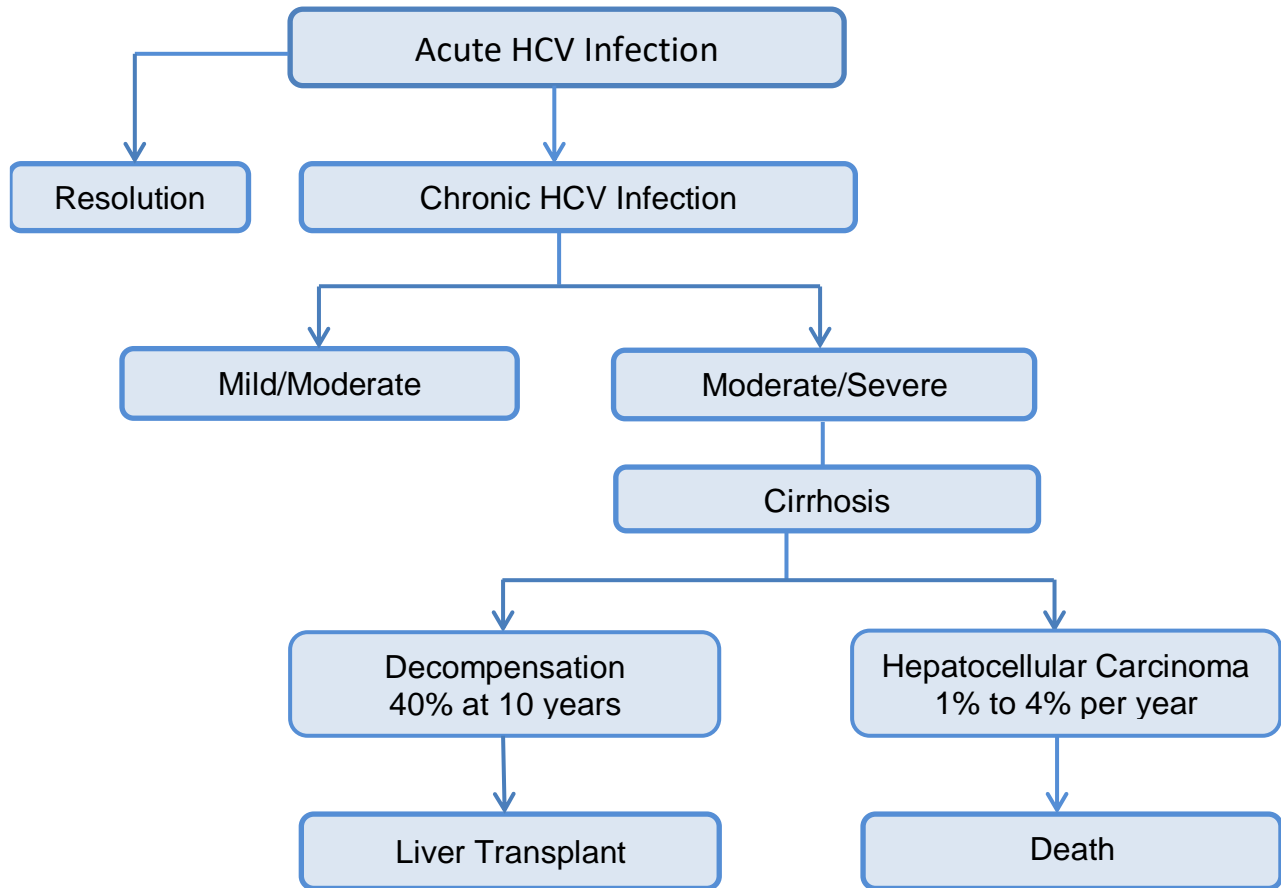 Acute HCV Infection
Resolution
Chronic HCV Infection
Mild/Moderate
Moderate/Severe
Cirrhosis
Decompensation
40% at 10 years
Hepatocellular Carcinoma
1% to 4% per year
Liver Transplant
Death